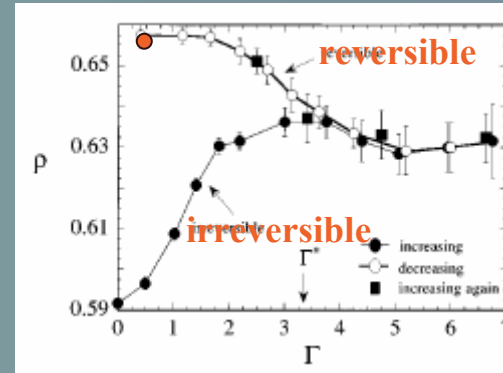 0.65
reversible
0.63
ρ
0.61
irreversible
Γ*
increasing
decreasing
increasing again
0.59
0 1 2 3 4 5 6 7
Γ